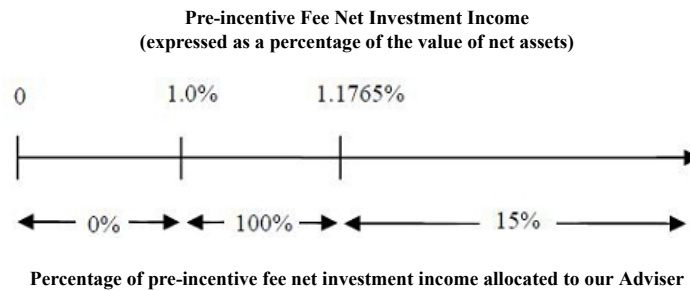 Pre-incentive Fee Net Investment Income
(expressed as a percentage of the value of net assets)
0 1.0% 1.1765%
0% 100% 15%
Percentage of pre-incentive fee net investment income allocated to our Adviser